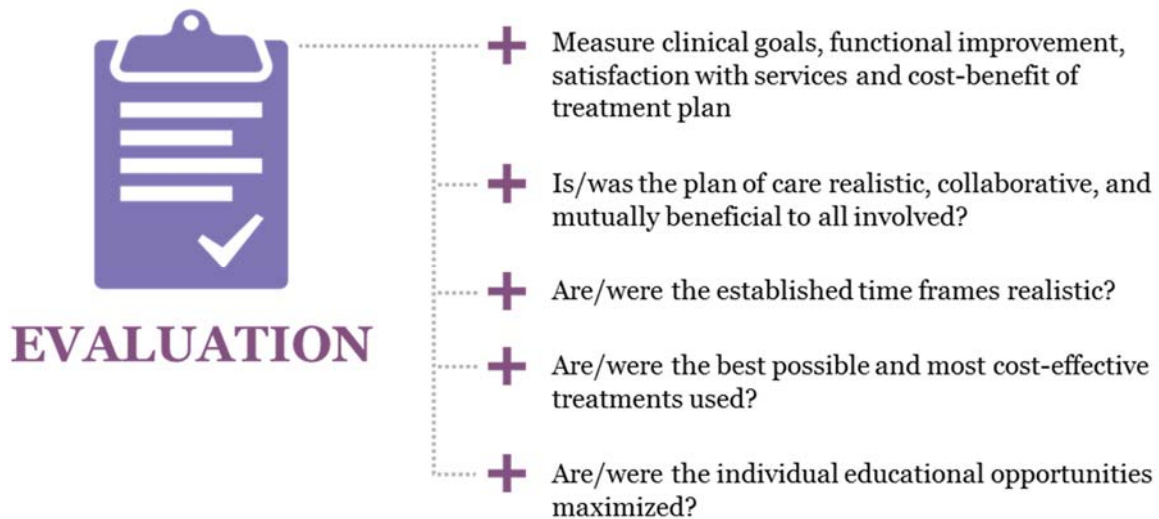 EVALUATION
Measure clinical goals, functional improvement,
satisfaction with services and cost-benefit of
treatment plan
Is/was the plan of care realistic, collaborative, and
mutually beneficial to all involved?
Are/were the established time frames realistic?
Are/were the best possible and most cost-effective
treatments used?
Are/were the individual educational opportunities
maximized?